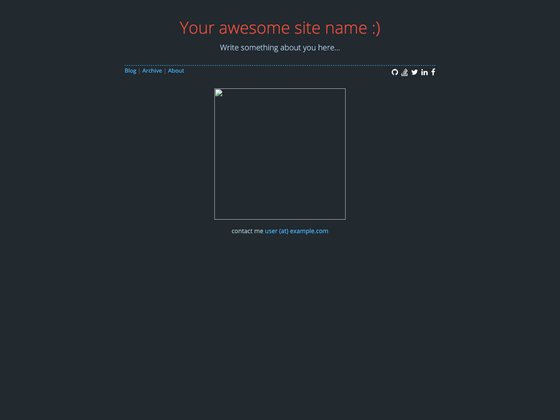 Your awesome site name :)
Write something about you here...
Blog | Archive | About
contact me user (at) example.com